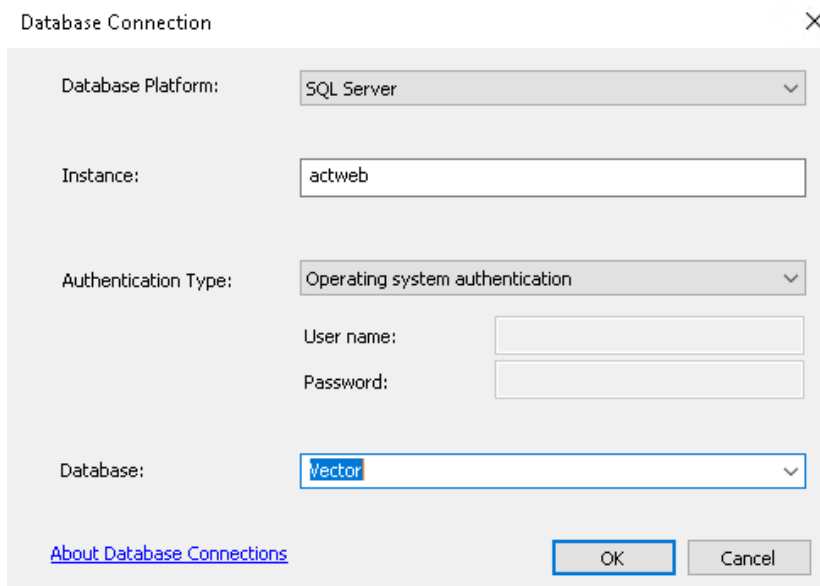 Database Connection
Database Platform:
SQL Server
Instance:
actweb
Authentication Type:
Operating system authentication
User name:
Password:
Database:
Vector
About Database Connections
OK
Cancel